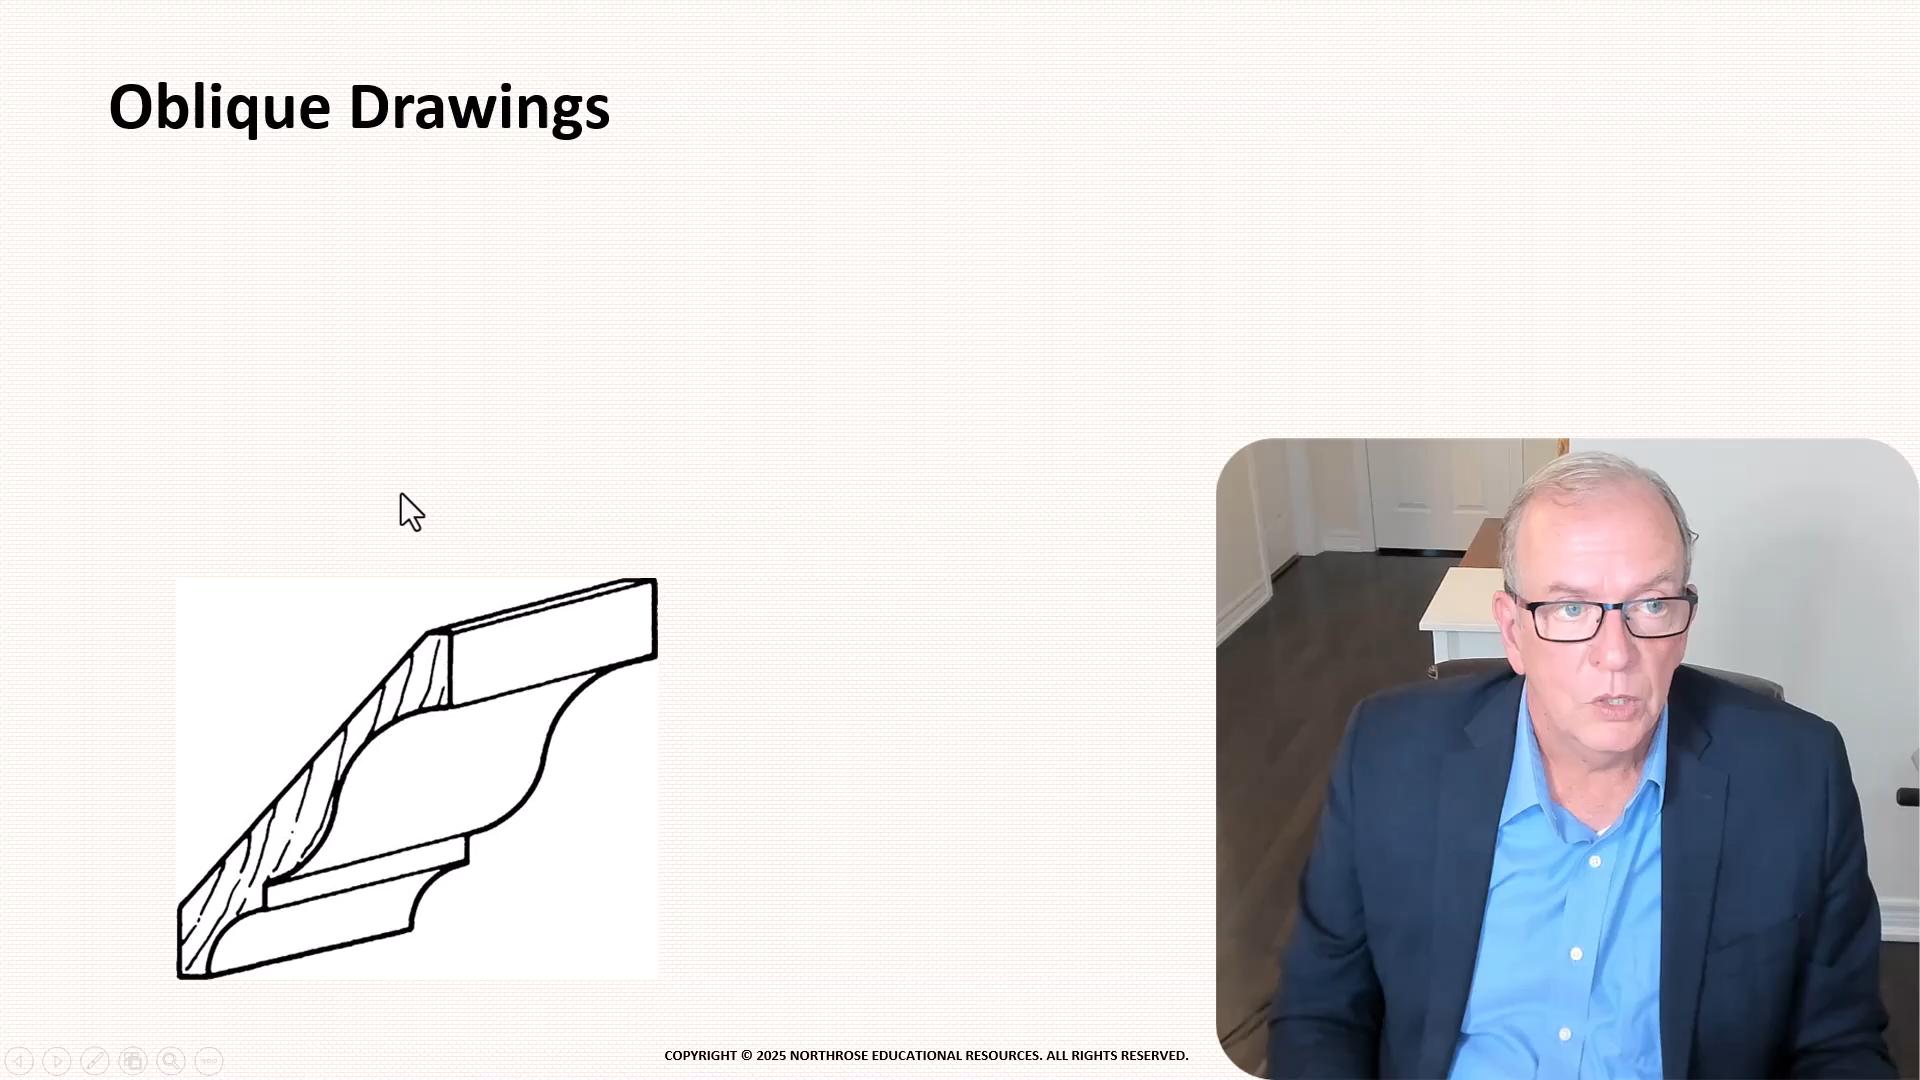 Oblique Drawings
COPYRIGHT © 2025 NORTHROSE EDUCATIONAL RESOURCES. ALL RIGHTS RESERVED.